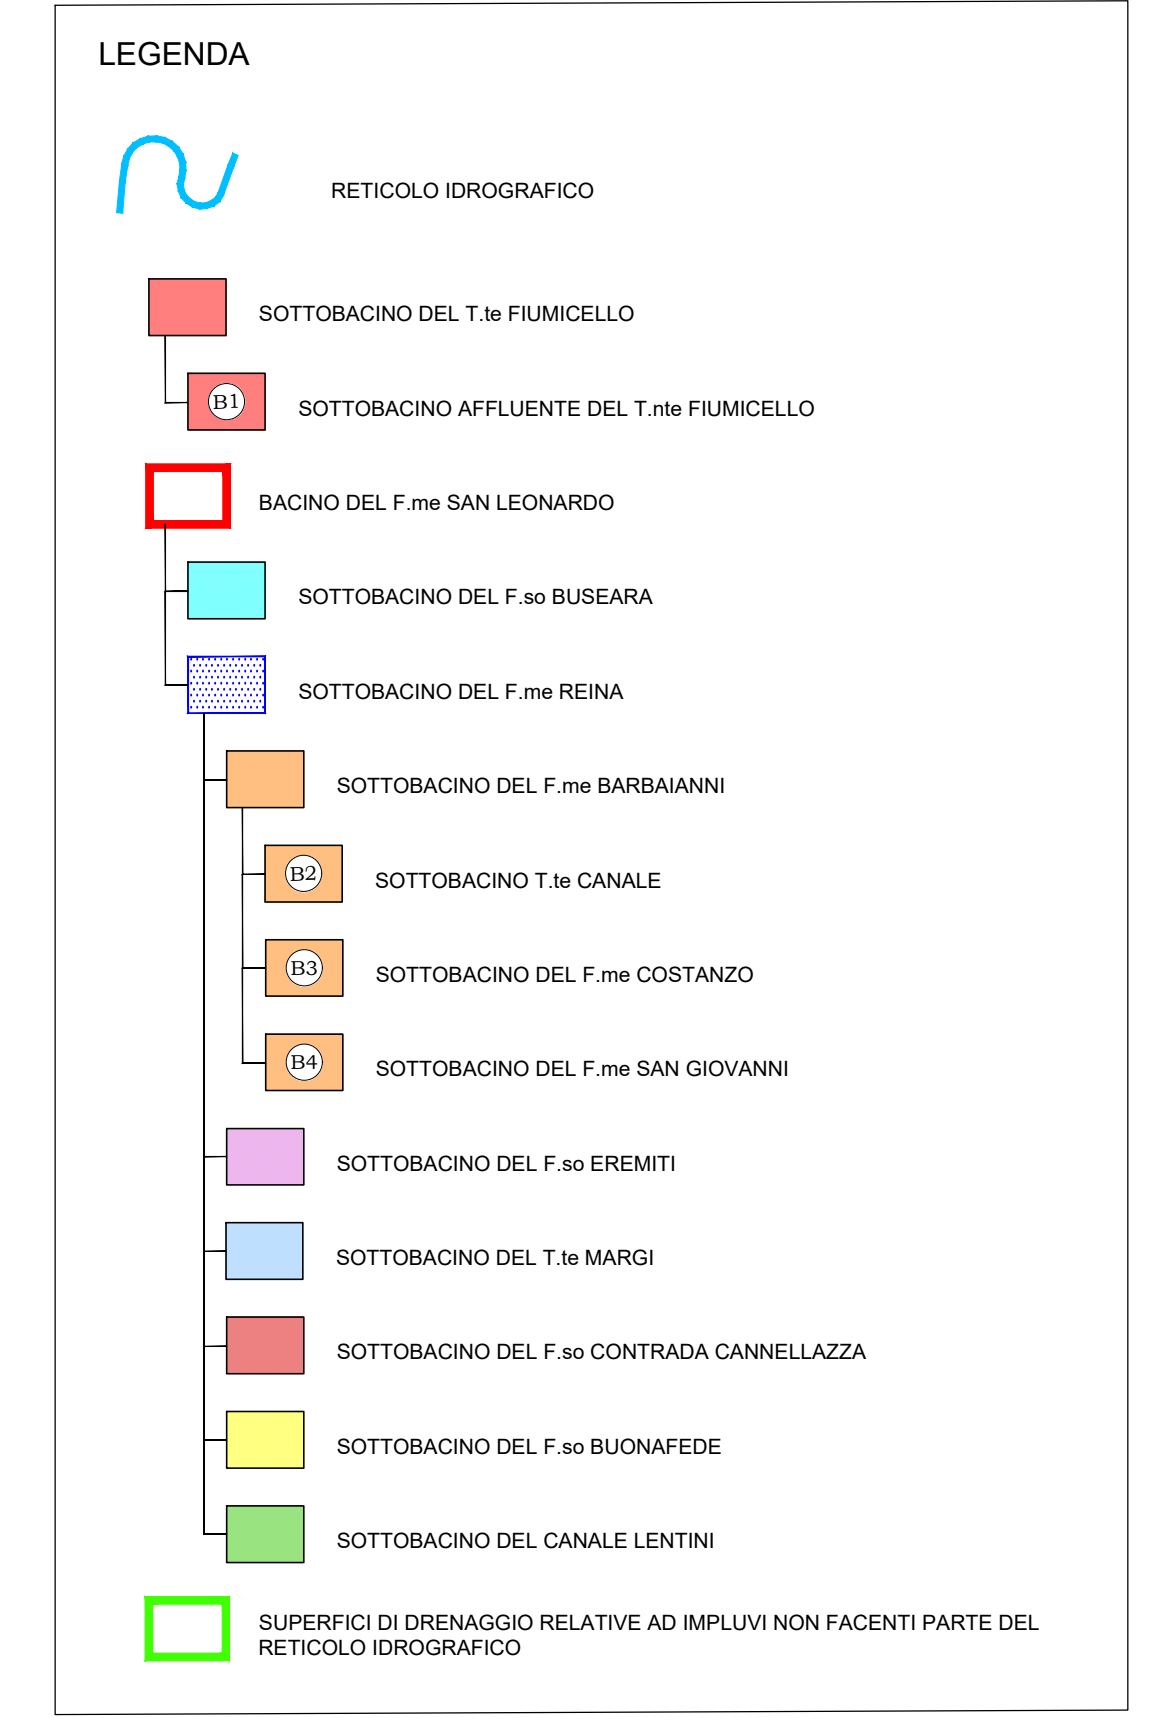 LEGENDA
RETICOLO IDROGRAFICO
SOTTOBACINO DEL T.te FIUMICELLO
B1
SOTTOBACINO AFFLUENTE DEL T.nte FIUMICELLO
BACINO DEL F.me SAN LEONARDO
SOTTOBACINO DEL F.so BUSEARA
SOTTOBACINO DEL F.me REINA
SOTTOBACINO DEL F.me BARBAIANNI
B2
SOTTOBACINO T.te CANALE
B3
SOTTOBACINO DEL F.me COSTANZO
B4
SOTTOBACINO DEL F.me SAN GIOVANNI
SOTTOBACINO DEL F.so EREMITI
SOTTOBACINO DEL T.te MARGI
SOTTOBACINO DEL F.so CONTRADA CANNELLAZZA
SOTTOBACINO DEL F.so BUONAFEDE
SOTTOBACINO DEL CANALE LENTINI
SUPERFICI DI DRENAGGIO RELATIVE AD IMPLUVI NON FACENTI PARTE DEL
RETICOLO IDROGRAFICO